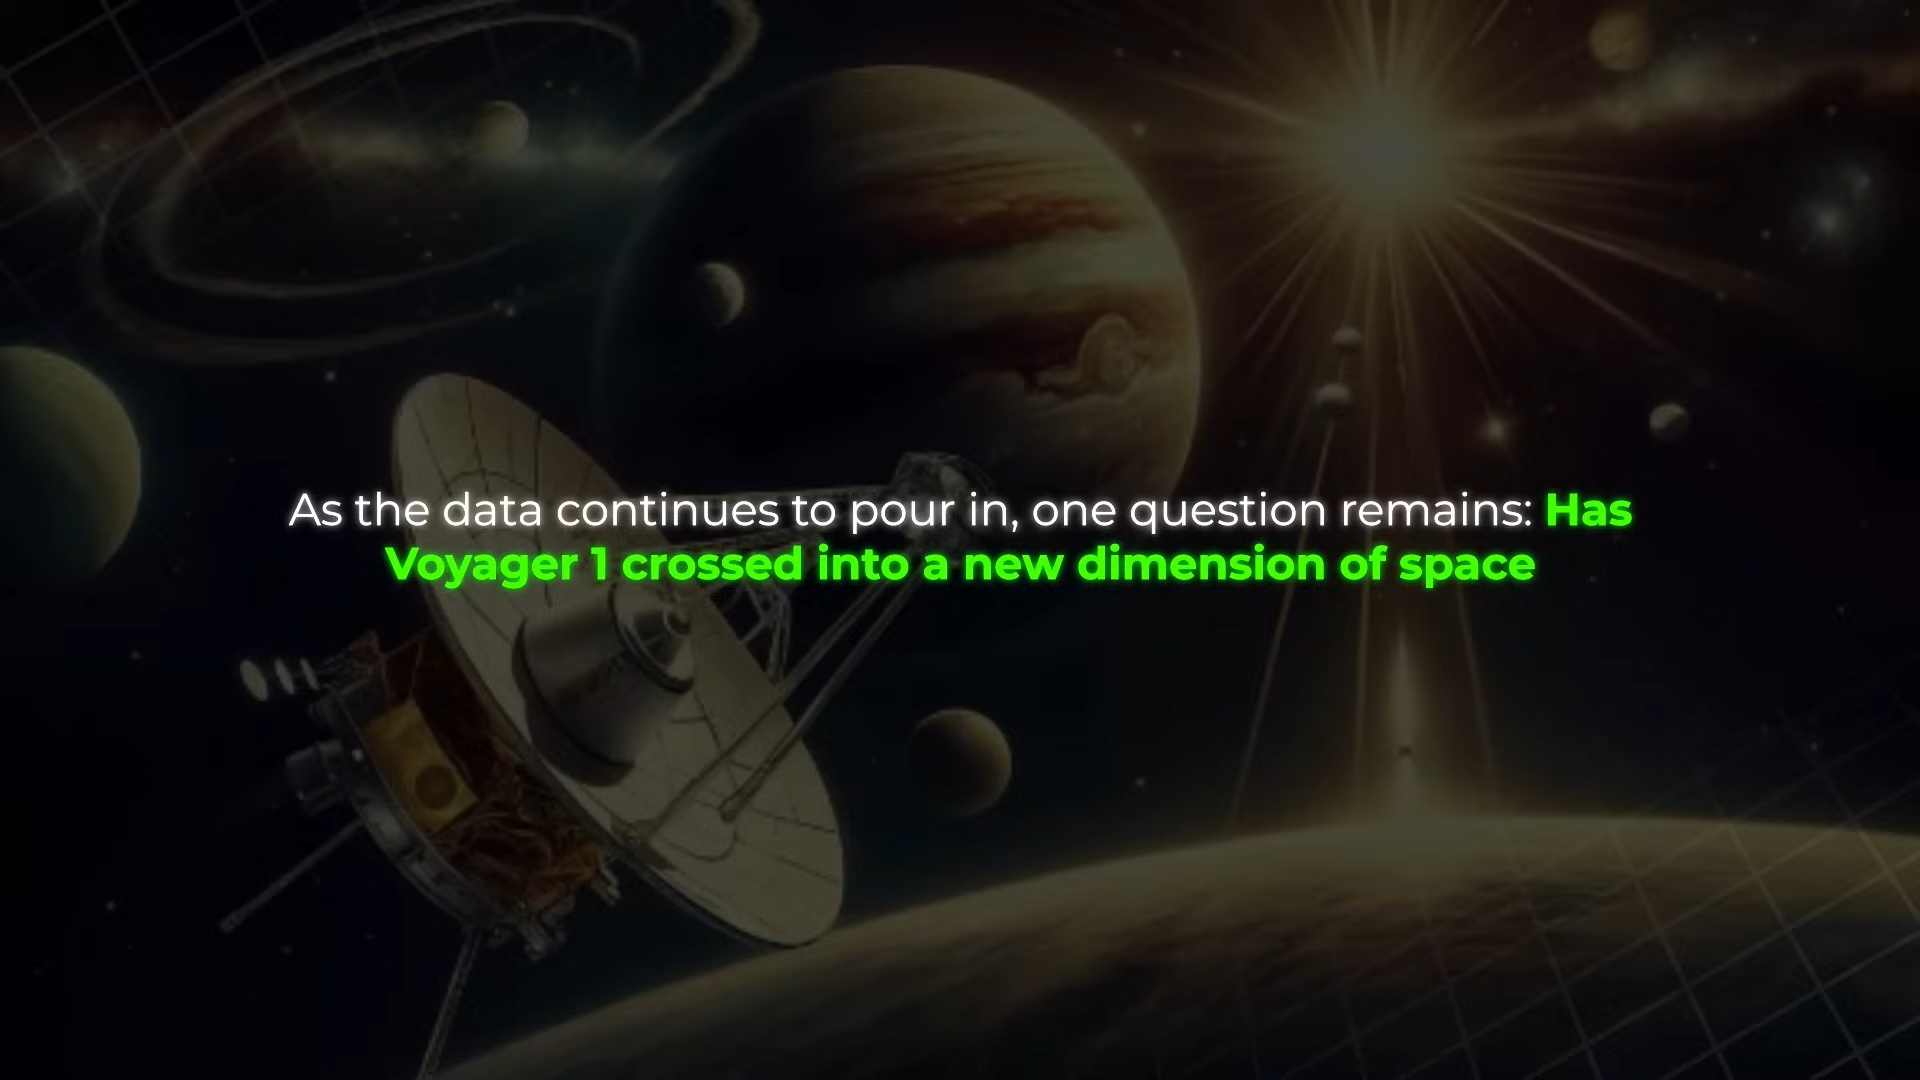 As the data continues to pour in, one question remains: Has
Voyager 1 crossed into a new dimension of space